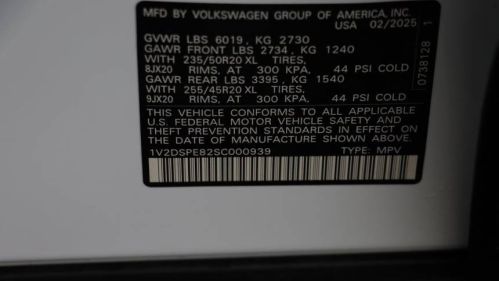 MFD BY VOLKSWAGEN GROUP OF AMERICA, INC.
USA 02/2025
GVWR LBS 6019, KG 2730
GAWR FRONT LBS 2734, KG 1240
WITH 235/50R20 XL TIRES,
8JX20 RIMS, AT 300 KPA, 44 PSI COLD
GAWR REAR LBS 3395, KG 1540
WITH 255/45R20 XL TIRES,
9JX20 RIMS, AT 300 KPA, 44 PSI COLD
THIS VEHICLE CONFORMS TO ALL APPLICABLE
U.S. FEDERAL MOTOR VEHICLE SAFETY AND
THEFT PREVENTION STANDARDS IN EFFECT ON
THE DATE OF MANUFACTURE SHOWN ABOVE.
1V2DSPE82SC000939 TYPE: MPV
0738128 1